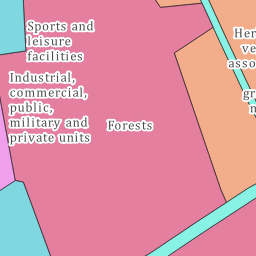 Sports and
leisure
facilities
Industrial,
commercial,
public,
military and
private units
Forests